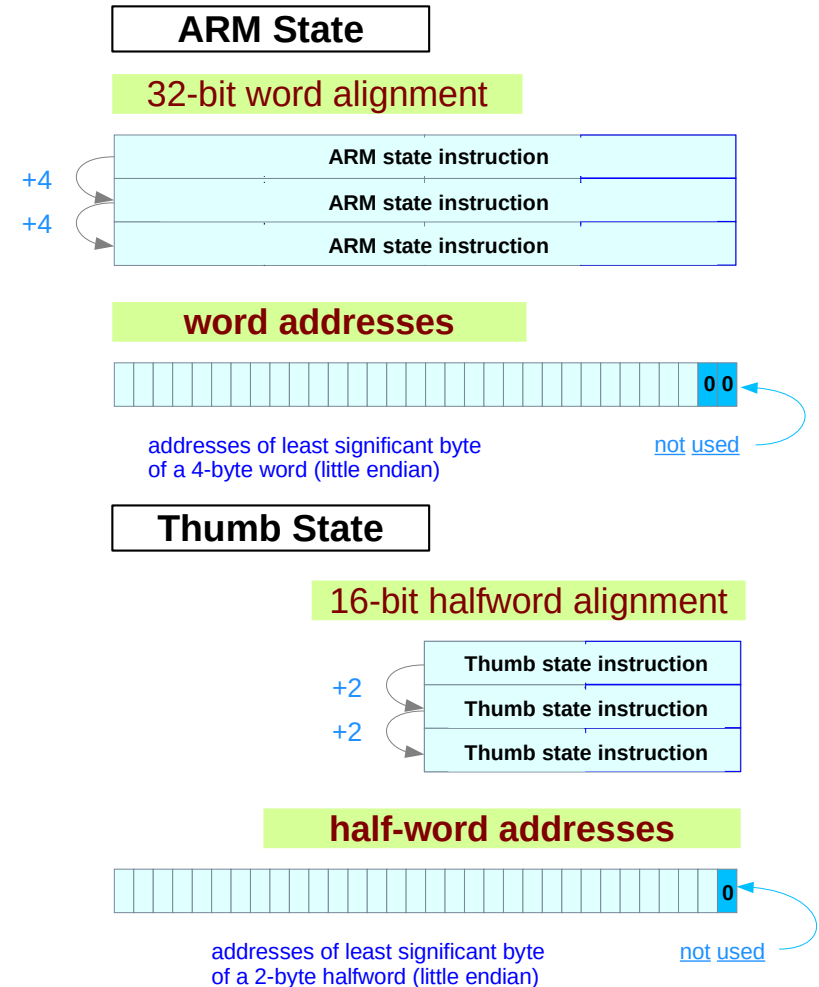 ARM State
32-bit word alignment
ARM state instruction
+4
ARM state instruction
+4
ARM state instruction
word addresses
0 0
addresses of least significant byte
of a 4-byte word (little endian)
not used
Thumb State
16-bit halfword alignment
Thumb state instruction
+2
Thumb state instruction
+2
Thumb state instruction
half-word addresses
0
addresses of least significant byte
of a 2-byte halfword (little endian)
not used